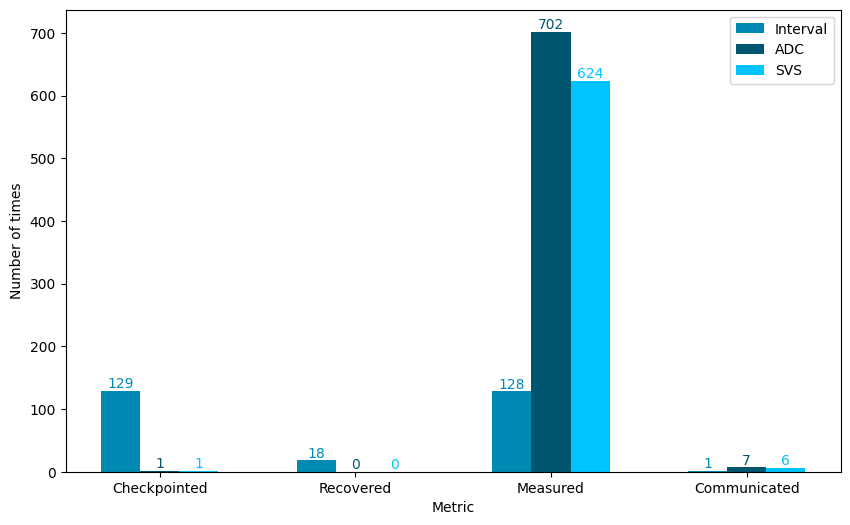 Interval
ADC
SVS
Number of times
700
600
500
400
300
200
100
0
129
1
1
18
0
0
128
702
624
1
7
6
Checkpointed
Recovered
Measured
Communicated
Metric